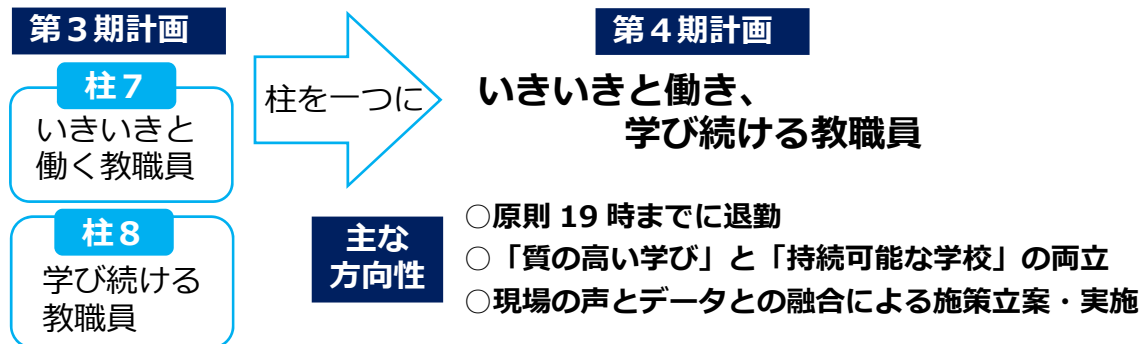 第３期計画
柱７
いきいきと
働く教職員
柱８
学び続ける
教職員
柱を一つに
第４期計画
いきいきと働き、
学び続ける教職員
主な
方向性
○原則 19 時までに退勤
○「質の高い学び」と「持続可能な学校」の両立
○現場の声とデータとの融合による施策立案・実施